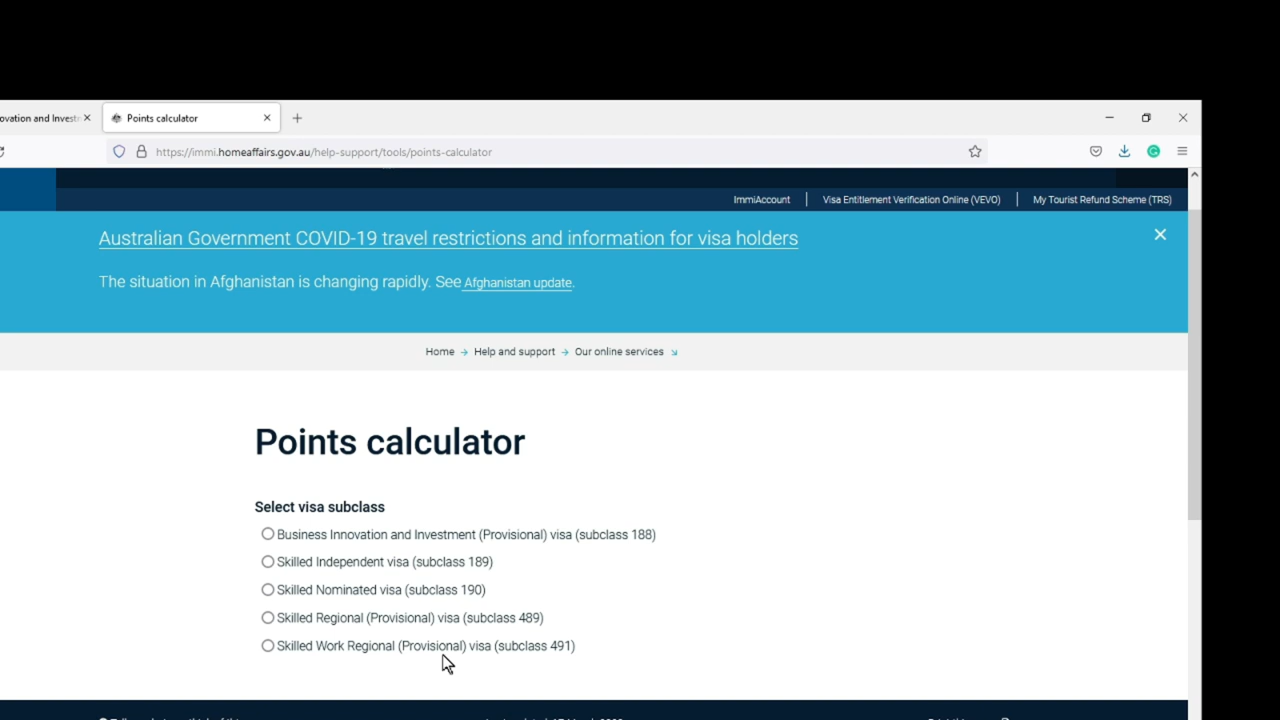 ovation and Invest
Points calculator
https://immi.homeaffairs.gov.au/help-support/tools/points-calculator
ImmiAccount
Visa Entitlement Verification Online (VEVO)
My Tourist Refund Scheme (TRS)
Australian Government COVID-19 travel restrictions and information for visa holders
The situation in Afghanistan is changing rapidly. See Afghanistan update.
Home → Help and support → Our online services
Points calculator
Select visa subclass
Business Innovation and Investment (Provisional) visa (subclass 188)
Skilled Independent visa (subclass 189)
Skilled Nominated visa (subclass 190)
Skilled Regional (Provisional) visa (subclass 489)
Skilled Work Regional (Provisional) visa (subclass 491)